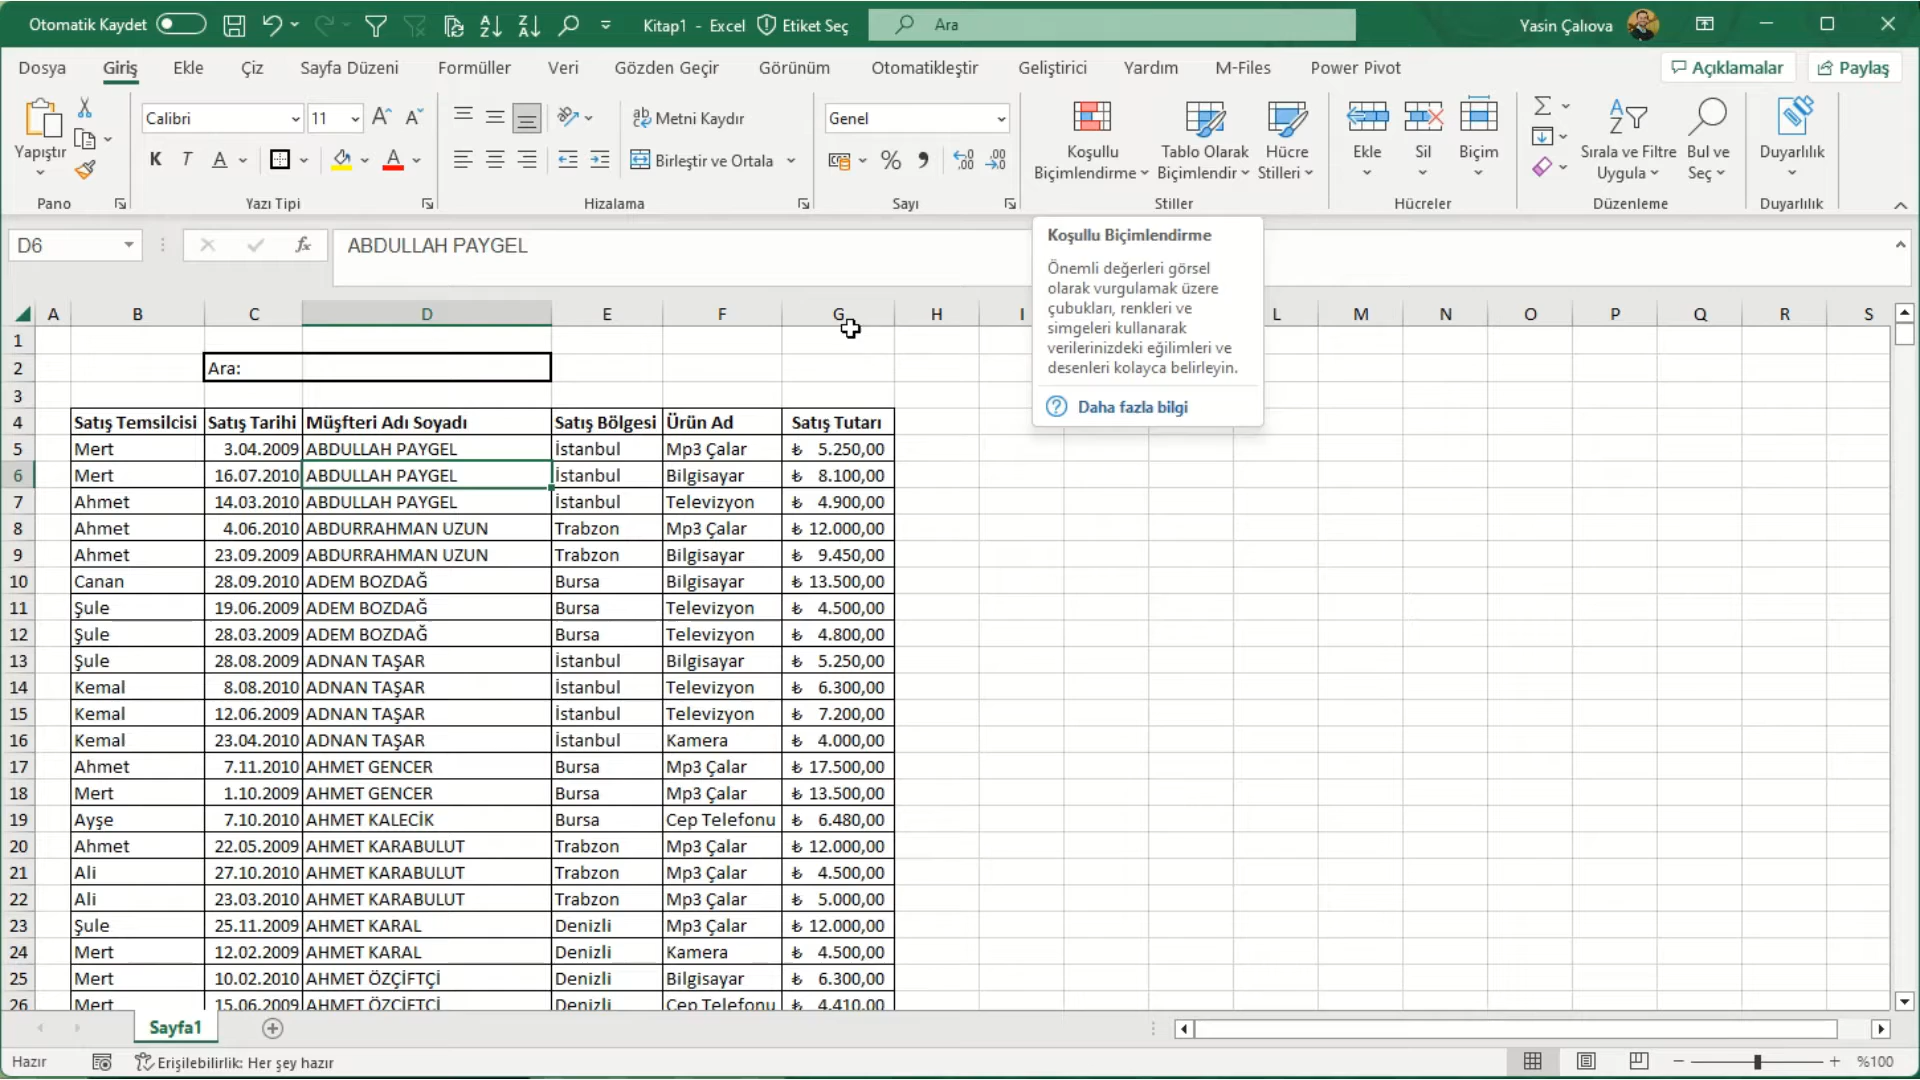 Otomatik Kaydet
Kitap1 - Excel
Etiket Seç
Ara
Yasin Çalıova
Dosya Giriş Ekle Çiz Sayfa Düzeni Formüller Veri Gözden Geçir Görünüm Otomatikleştir Geliştirici Yardım M-Files Power Pivot
Açıklamalar
Paylaş
Yapıştır
Calibri 11
K T A
Metni Kaydır
Birleştir ve Ortala
Genel
Koşullu Biçimlendirme
Tablo Olarak Biçimlendir
Hücre Stilleri
Ekle
Sil
Biçim
Sırala ve Filtre Uygula
Bul ve Seç
Duyarlılık
Pano Yazı Tipi Hizalama Sayı Stiller Hücreler Düzenleme Duyarlılık
D6 fx ABDULLAH PAYGEL
Koşullu Biçimlendirme
Önemli değerleri görsel
olarak vurgulamak üzere
çubukları, renkleri ve
simgeleri kullanarak
verilerinizdeki eğilimleri ve
desenleri kolayca belirleyin.
Daha fazla bilgi
A B C D E F G H I L M N O P Q R S
1
2 Ara:
3
4 Satış Temsilcisi Satış Tarihi Müşfteri Adı Soyadı Satış Bölgesi Ürün Ad Satış Tutarı
5 Mert 3.04.2009 ABDULLAH PAYGEL İstanbul Mp3 Çalar ₺ 5.250,00
6 Mert 16.07.2010 ABDULLAH PAYGEL İstanbul Bilgisayar ₺ 8.100,00
7 Ahmet 14.03.2010 ABDULLAH PAYGEL İstanbul Televizyon ₺ 4.900,00
8 Ahmet 4.06.2010 ABDURRAHMAN UZUN Trabzon Mp3 Çalar ₺ 12.000,00
9 Ahmet 23.09.2009 ABDURRAHMAN UZUN Trabzon Bilgisayar ₺ 9.450,00
10 Canan 28.09.2010 ADEM BOZDAĞ Bursa Bilgisayar ₺ 13.500,00
11 Şule 19.06.2009 ADEM BOZDAĞ Bursa Televizyon ₺ 4.500,00
12 Şule 28.03.2009 ADEM BOZDAĞ Bursa Televizyon ₺ 4.800,00
13 Şule 28.08.2009 ADNAN TAŞAR İstanbul Bilgisayar ₺ 5.250,00
14 Kemal 8.08.2010 ADNAN TAŞAR İstanbul Televizyon ₺ 6.300,00
15 Kemal 12.06.2009 ADNAN TAŞAR İstanbul Televizyon ₺ 7.200,00
16 Kemal 23.04.2010 ADNAN TAŞAR İstanbul Kamera ₺ 4.000,00
17 Ahmet 7.11.2010 AHMET GENCER Bursa Mp3 Çalar ₺ 17.500,00
18 Mert 1.10.2009 AHMET GENCER Bursa Mp3 Çalar ₺ 13.500,00
19 Ayşe 7.10.2010 AHMET KALECİK Bursa Cep Telefonu ₺ 6.480,00
20 Ahmet 22.05.2009 AHMET KARABULUT Trabzon Mp3 Çalar ₺ 12.000,00
21 Ali 27.10.2010 AHMET KARABULUT Trabzon Mp3 Çalar ₺ 4.500,00
22 Ali 23.03.2010 AHMET KARABULUT Trabzon Mp3 Çalar ₺ 5.000,00
23 Şule 25.11.2009 AHMET KARAL Denizli Mp3 Çalar ₺ 12.000,00
24 Mert 12.02.2009 AHMET KARAL Denizli Kamera ₺ 4.500,00
25 Mert 10.02.2010 AHMET ÖZÇİFTÇİ Denizli Bilgisayar ₺ 6.300,00
26 Mert 15.06.2009 AHMET ÖZÇİFTÇİ Denizli Cep Telefonu ₺ 4.410,00
Sayfa1
Hazır
Erişilebilirlik: Her şey hazır
%100